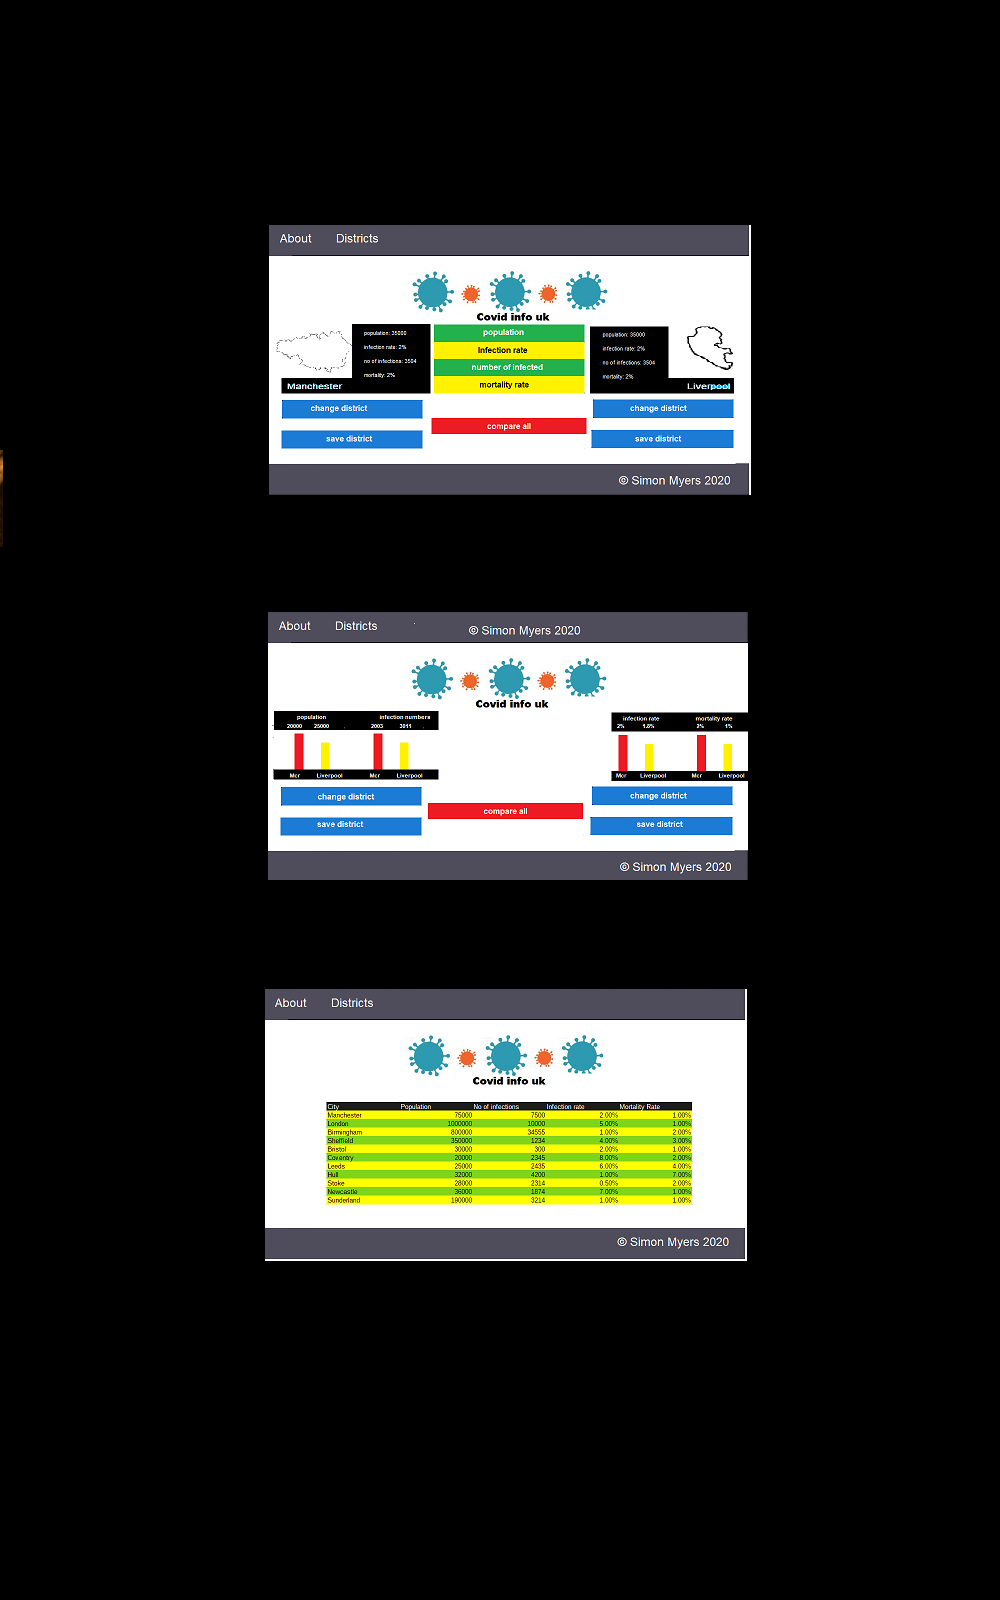 About Districts
Covid info uk
population: 35000
infection rate: 2%
no of infections: 3504
mortality: 2%
Manchester
population
infection rate
number of infected
mortality rate
population: 35000
infection rate: 2%
no of infections: 3504
mortality: 2%
Liverpool
change district
save district
compare all
change district
save district
© Simon Myers 2020
About Districts
© Simon Myers 2020
Covid info uk
population infection numbers
20000 25000 2003 3011
Mcr Liverpool Mcr Liverpool
infection rate mortality rate
2% 1.8% 2% 1%
Mcr Liverpool Mcr Liverpool
change district
save district
compare all
change district
save district
© Simon Myers 2020
About Districts
Covid info uk
City Population No of infections Infection rate Mortality Rate
Manchester 75000 7500 2.00% 1.00%
London 1000000 10000 5.00% 1.00%
Birmingham 800000 34555 1.00% 2.00%
Sheffield 350000 1234 4.00% 3.00%
Bristol 30000 300 2.00% 1.00%
Coventry 20000 2345 8.00% 2.00%
Leeds 25000 2435 6.00% 4.00%
Hull 32000 4200 1.00% 7.00%
Stoke 28000 2314 0.50% 2.00%
Newcastle 36000 1874 7.00% 1.00%
Sunderland 190000 3214 1.00% 1.00%
© Simon Myers 2020